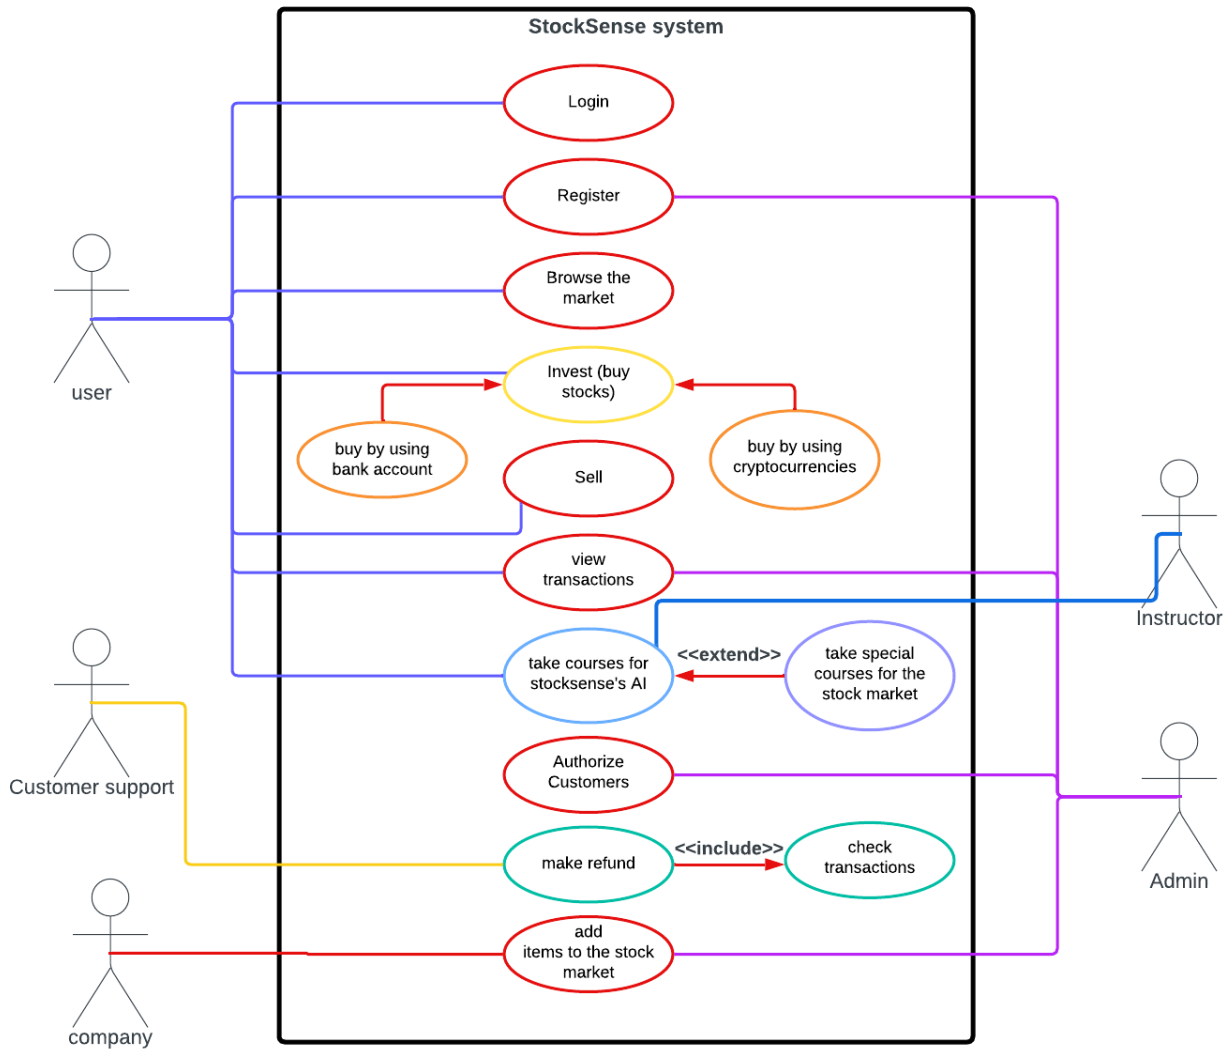 StockSense system
Login
Register
Browse the
market
user
Invest (buy
stocks)
buy by using
bank account
buy by using
cryptocurrencies
Sell
view
transactions
Instructor
take courses for
stocksense's AI
<<extend>>
take special
courses for the
stock market
Customer support
Authorize
Customers
make refund
<<include>>
check
transactions
Admin
add
items to the stock
market
company